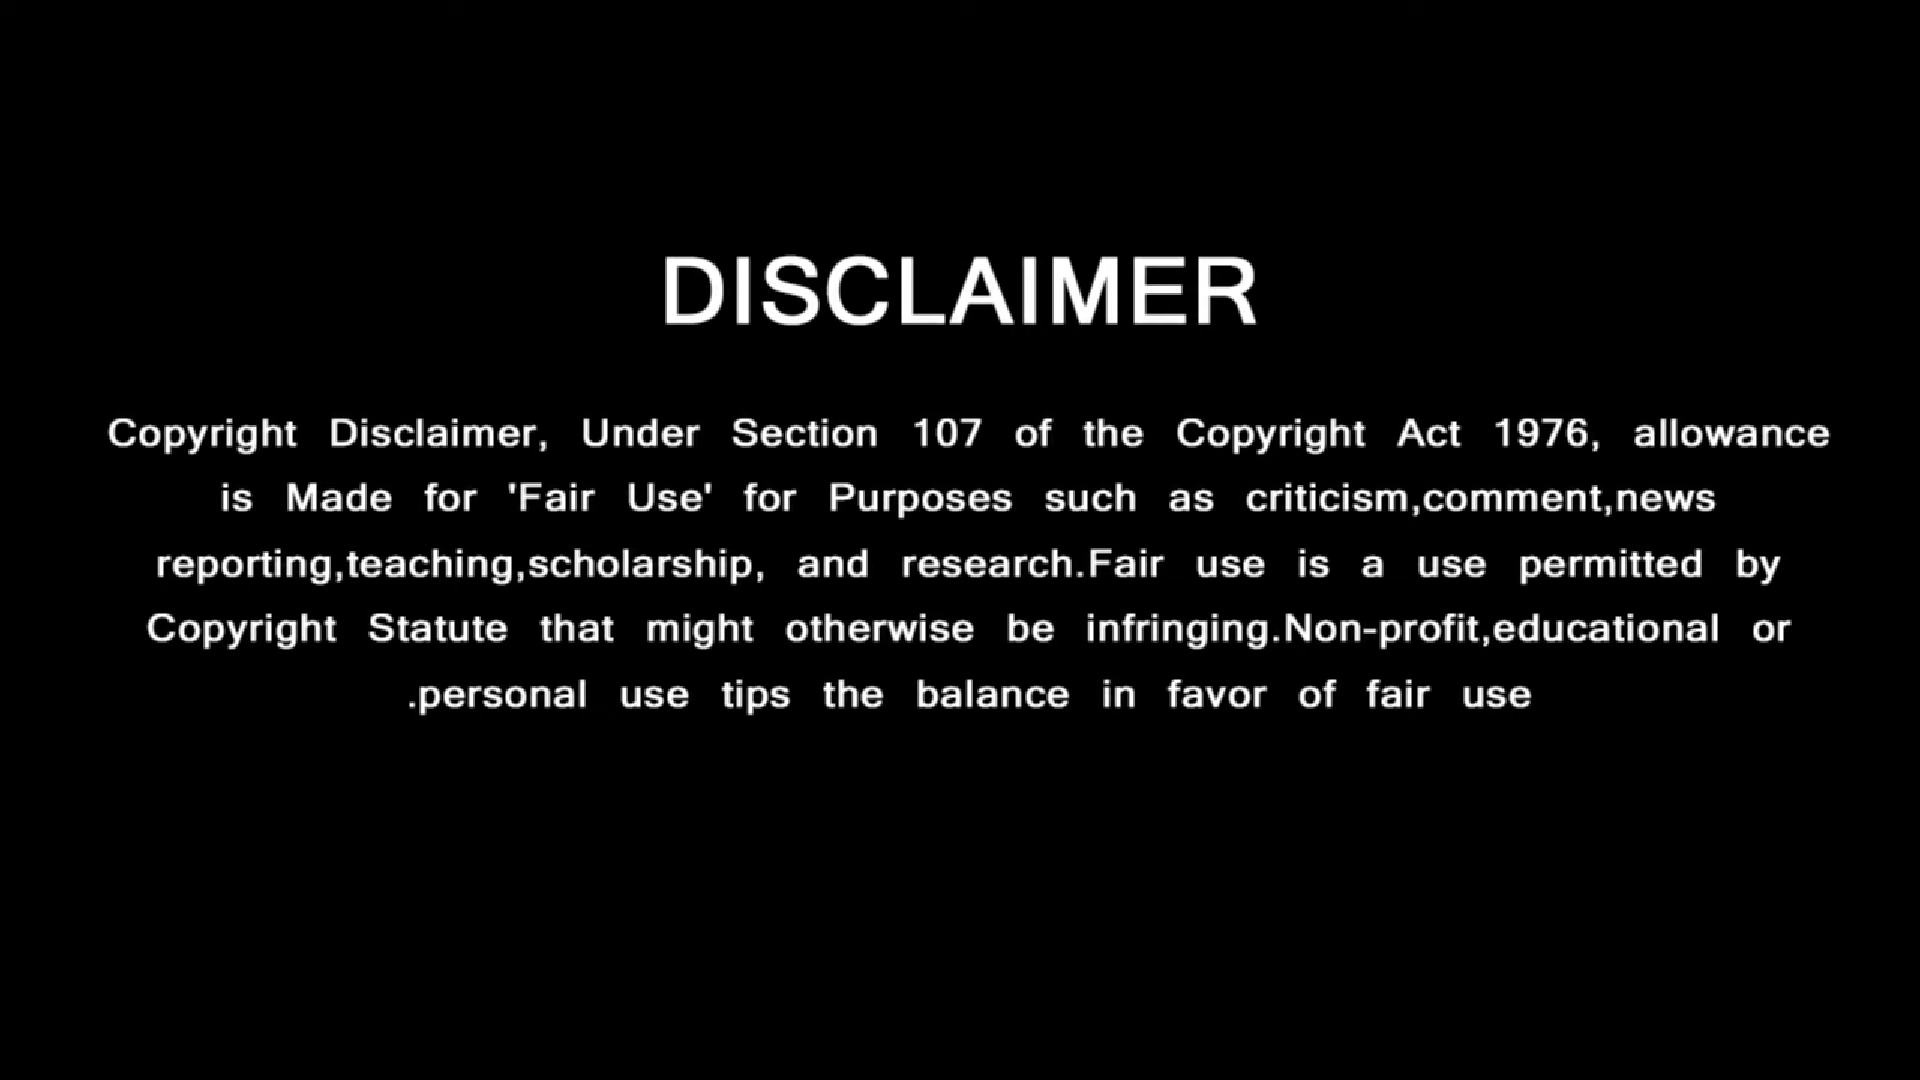 DISCLAIMER
Copyright Disclaimer, Under Section 107 of the Copyright Act 1976, allowance
is Made for 'Fair Use' for Purposes such as criticism,comment,news
reporting,teaching,scholarship, and research.Fair use is a use permitted by
Copyright Statute that might otherwise be infringing.Non-profit,educational or
.personal use tips the balance in favor of fair use